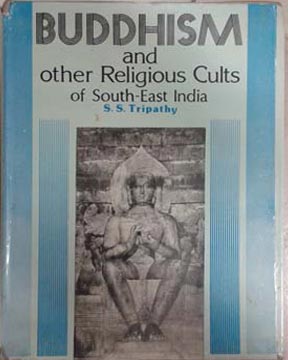 BUDDHISM
and
other Religious Cults
of South-East India
S. S. Tripathy